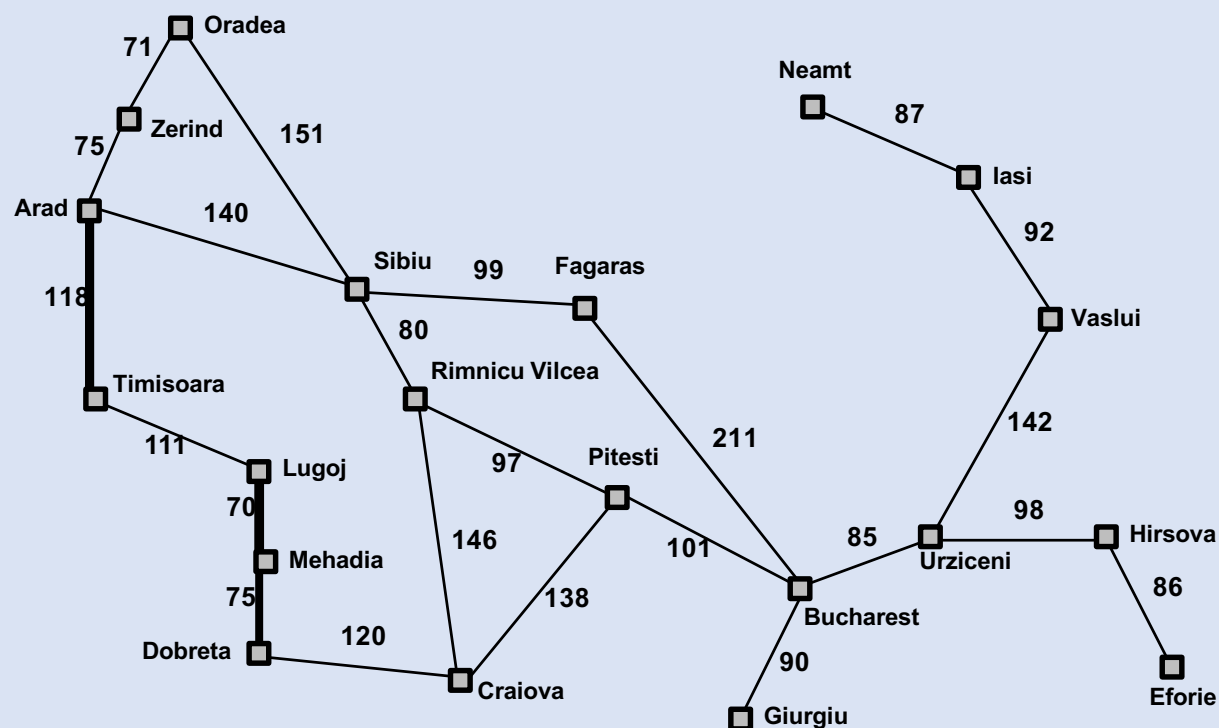 Oradea
71
Neamt
87
Zerind
151
75
Iasi
Arad
140
92
Sibiu
99
Fagaras
118
Vaslui
80
Rimnicu Vilcea
Timisoara
142
211
111
Lugoj
97
Pitesti
70
98
Hirsova
146
101
85
Urziceni
Mehadia
86
75
138
Bucharest
120
Dobreta
90
Craiova
Eforie
Giurgiu